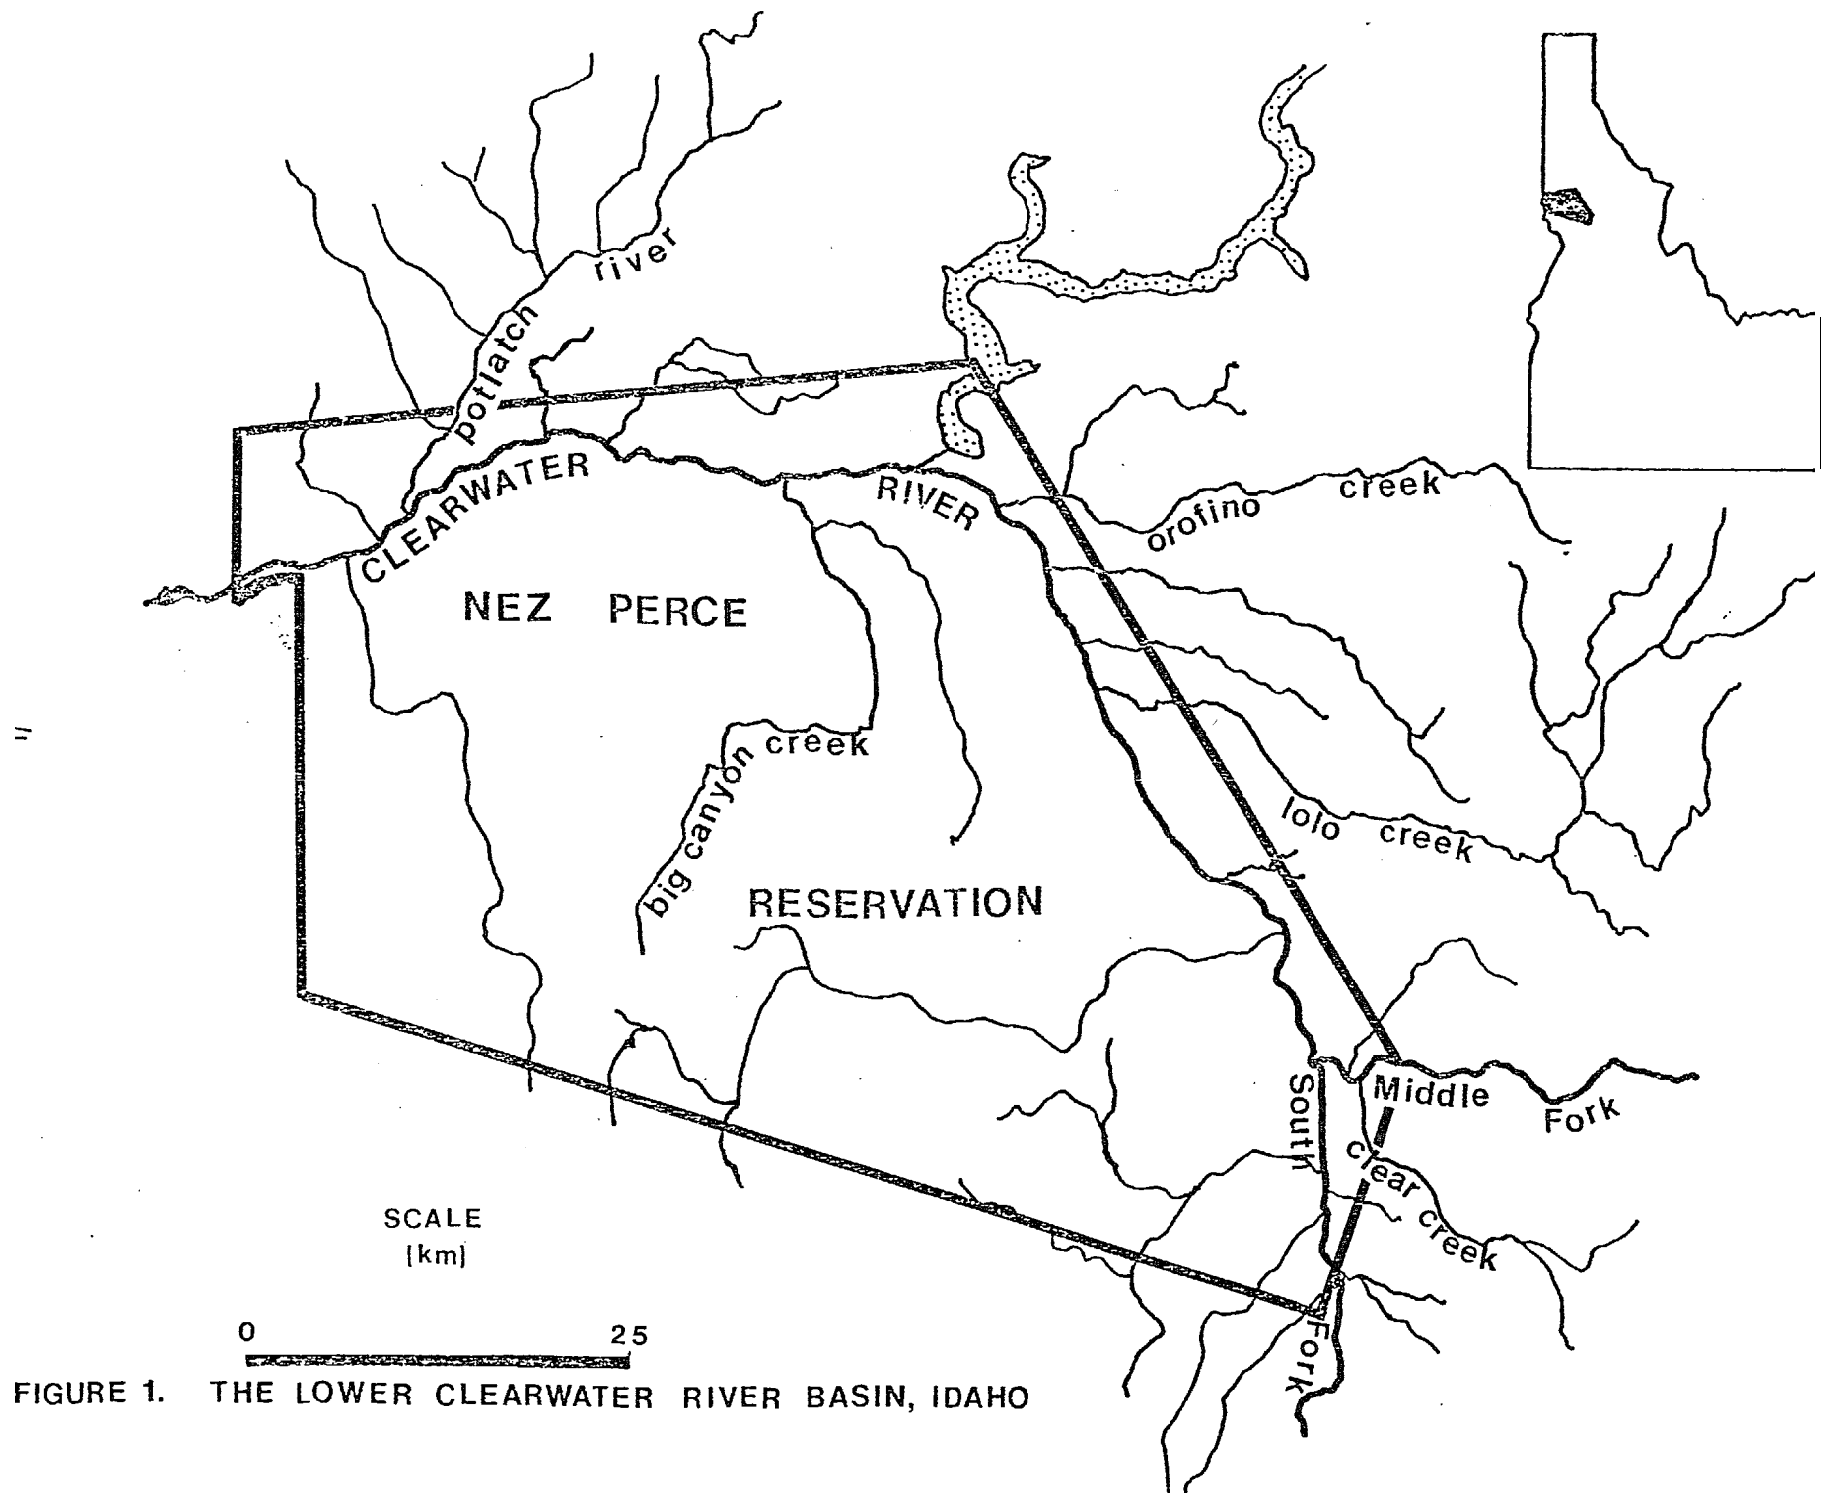 potlatch river
CLEARWATER RIVER
orofino creek
NEZ PERCE
big canyon creek
lolo creek
RESERVATION
Middle Fork
South Fork
clear creek
SCALE
(km)
0 25
FIGURE 1. THE LOWER CLEARWATER RIVER BASIN, IDAHO